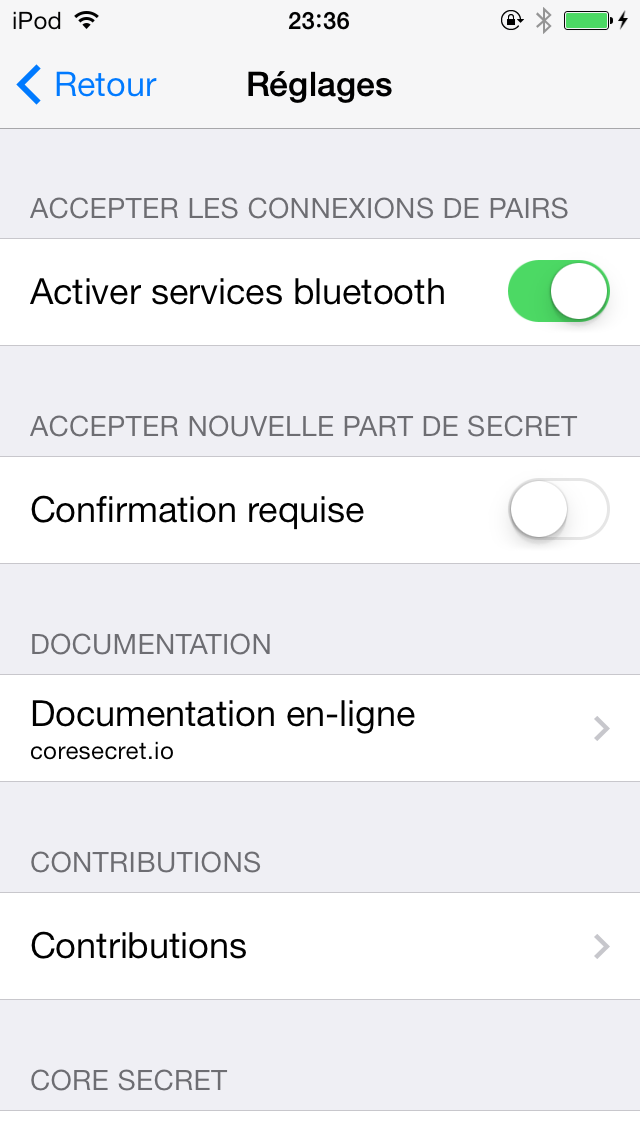 iPod 23:36
Retour Réglages
ACCEPTER LES CONNEXIONS DE PAIRS
Activer services bluetooth
ACCEPTER NOUVELLE PART DE SECRET
Confirmation requise
DOCUMENTATION
Documentation en-ligne
coresecret.io
CONTRIBUTIONS
Contributions
CORE SECRET